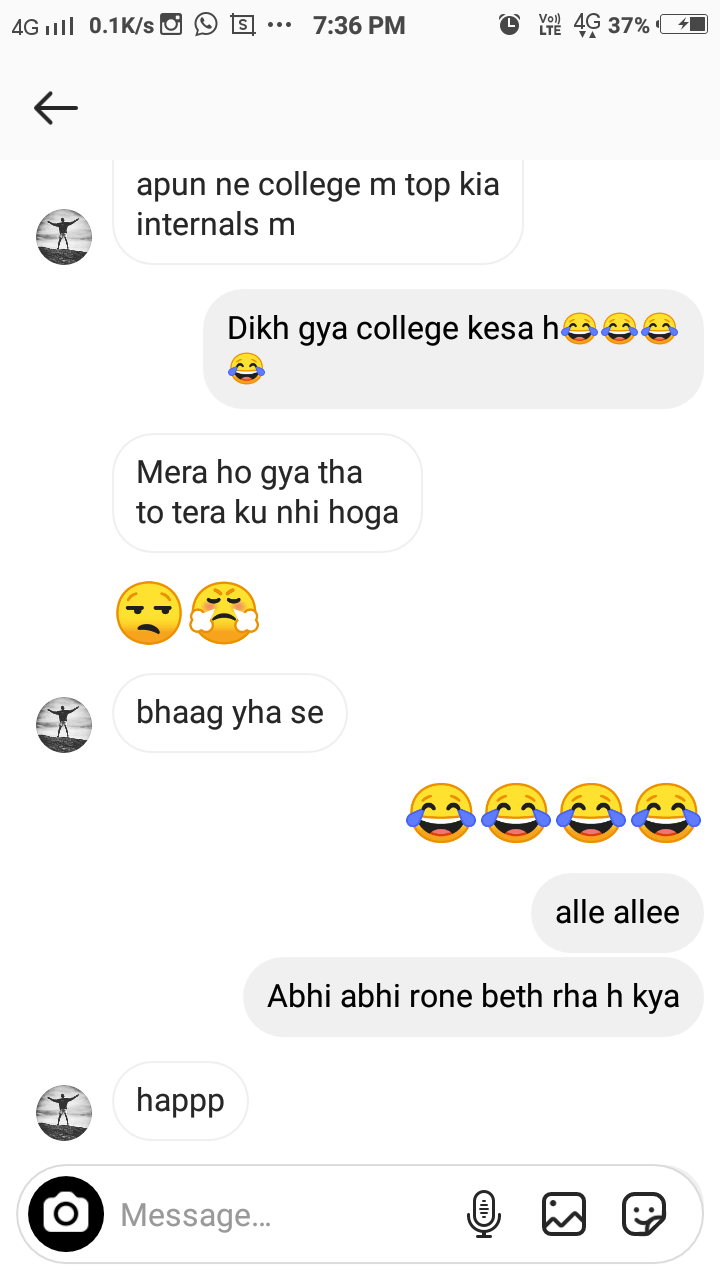 4G 0.1K/s S ... 7:36 PM Vo)) LTE 4G 37%
apun ne college m top kia
internals m
Dikh gya college kesa h😂😂😂
😂
Mera ho gya tha
to tera ku nhi hoga
😒😤
bhaag yha se
😂😂😂😂
alle allee
Abhi abhi rone beth rha h kya
happp
Message...